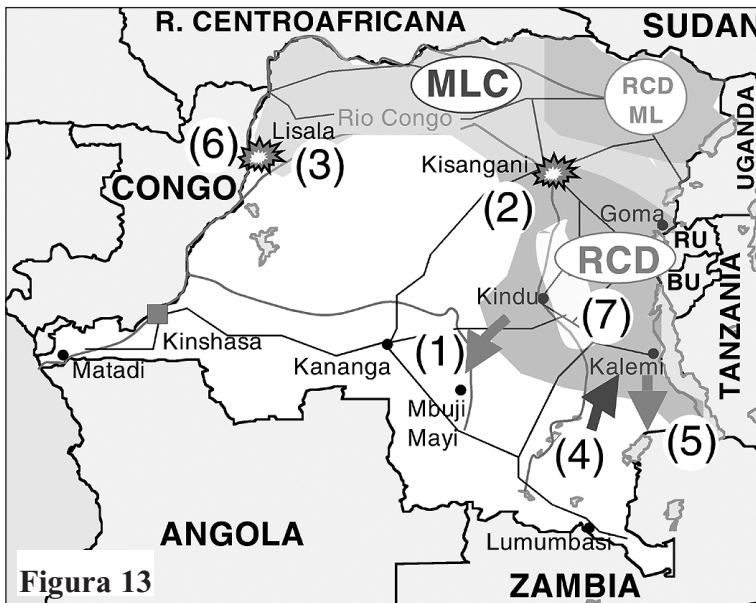 R. CENTROAFRICANA
SUDAN
MLC
RCD
ML
UGANDA
Rio Congo
(6)
Lisala
(3)
Kisangani
CONGO
(2)
Goma
RU
RCD
BU
TANZANIA
Kindu
(7)
Kinshasa
(1)
Kalemi
Matadi
Kananga
Mbuji
Mayi
(4)
(5)
ANGOLA
Lumumbasi
Figura 13
ZAMBIA